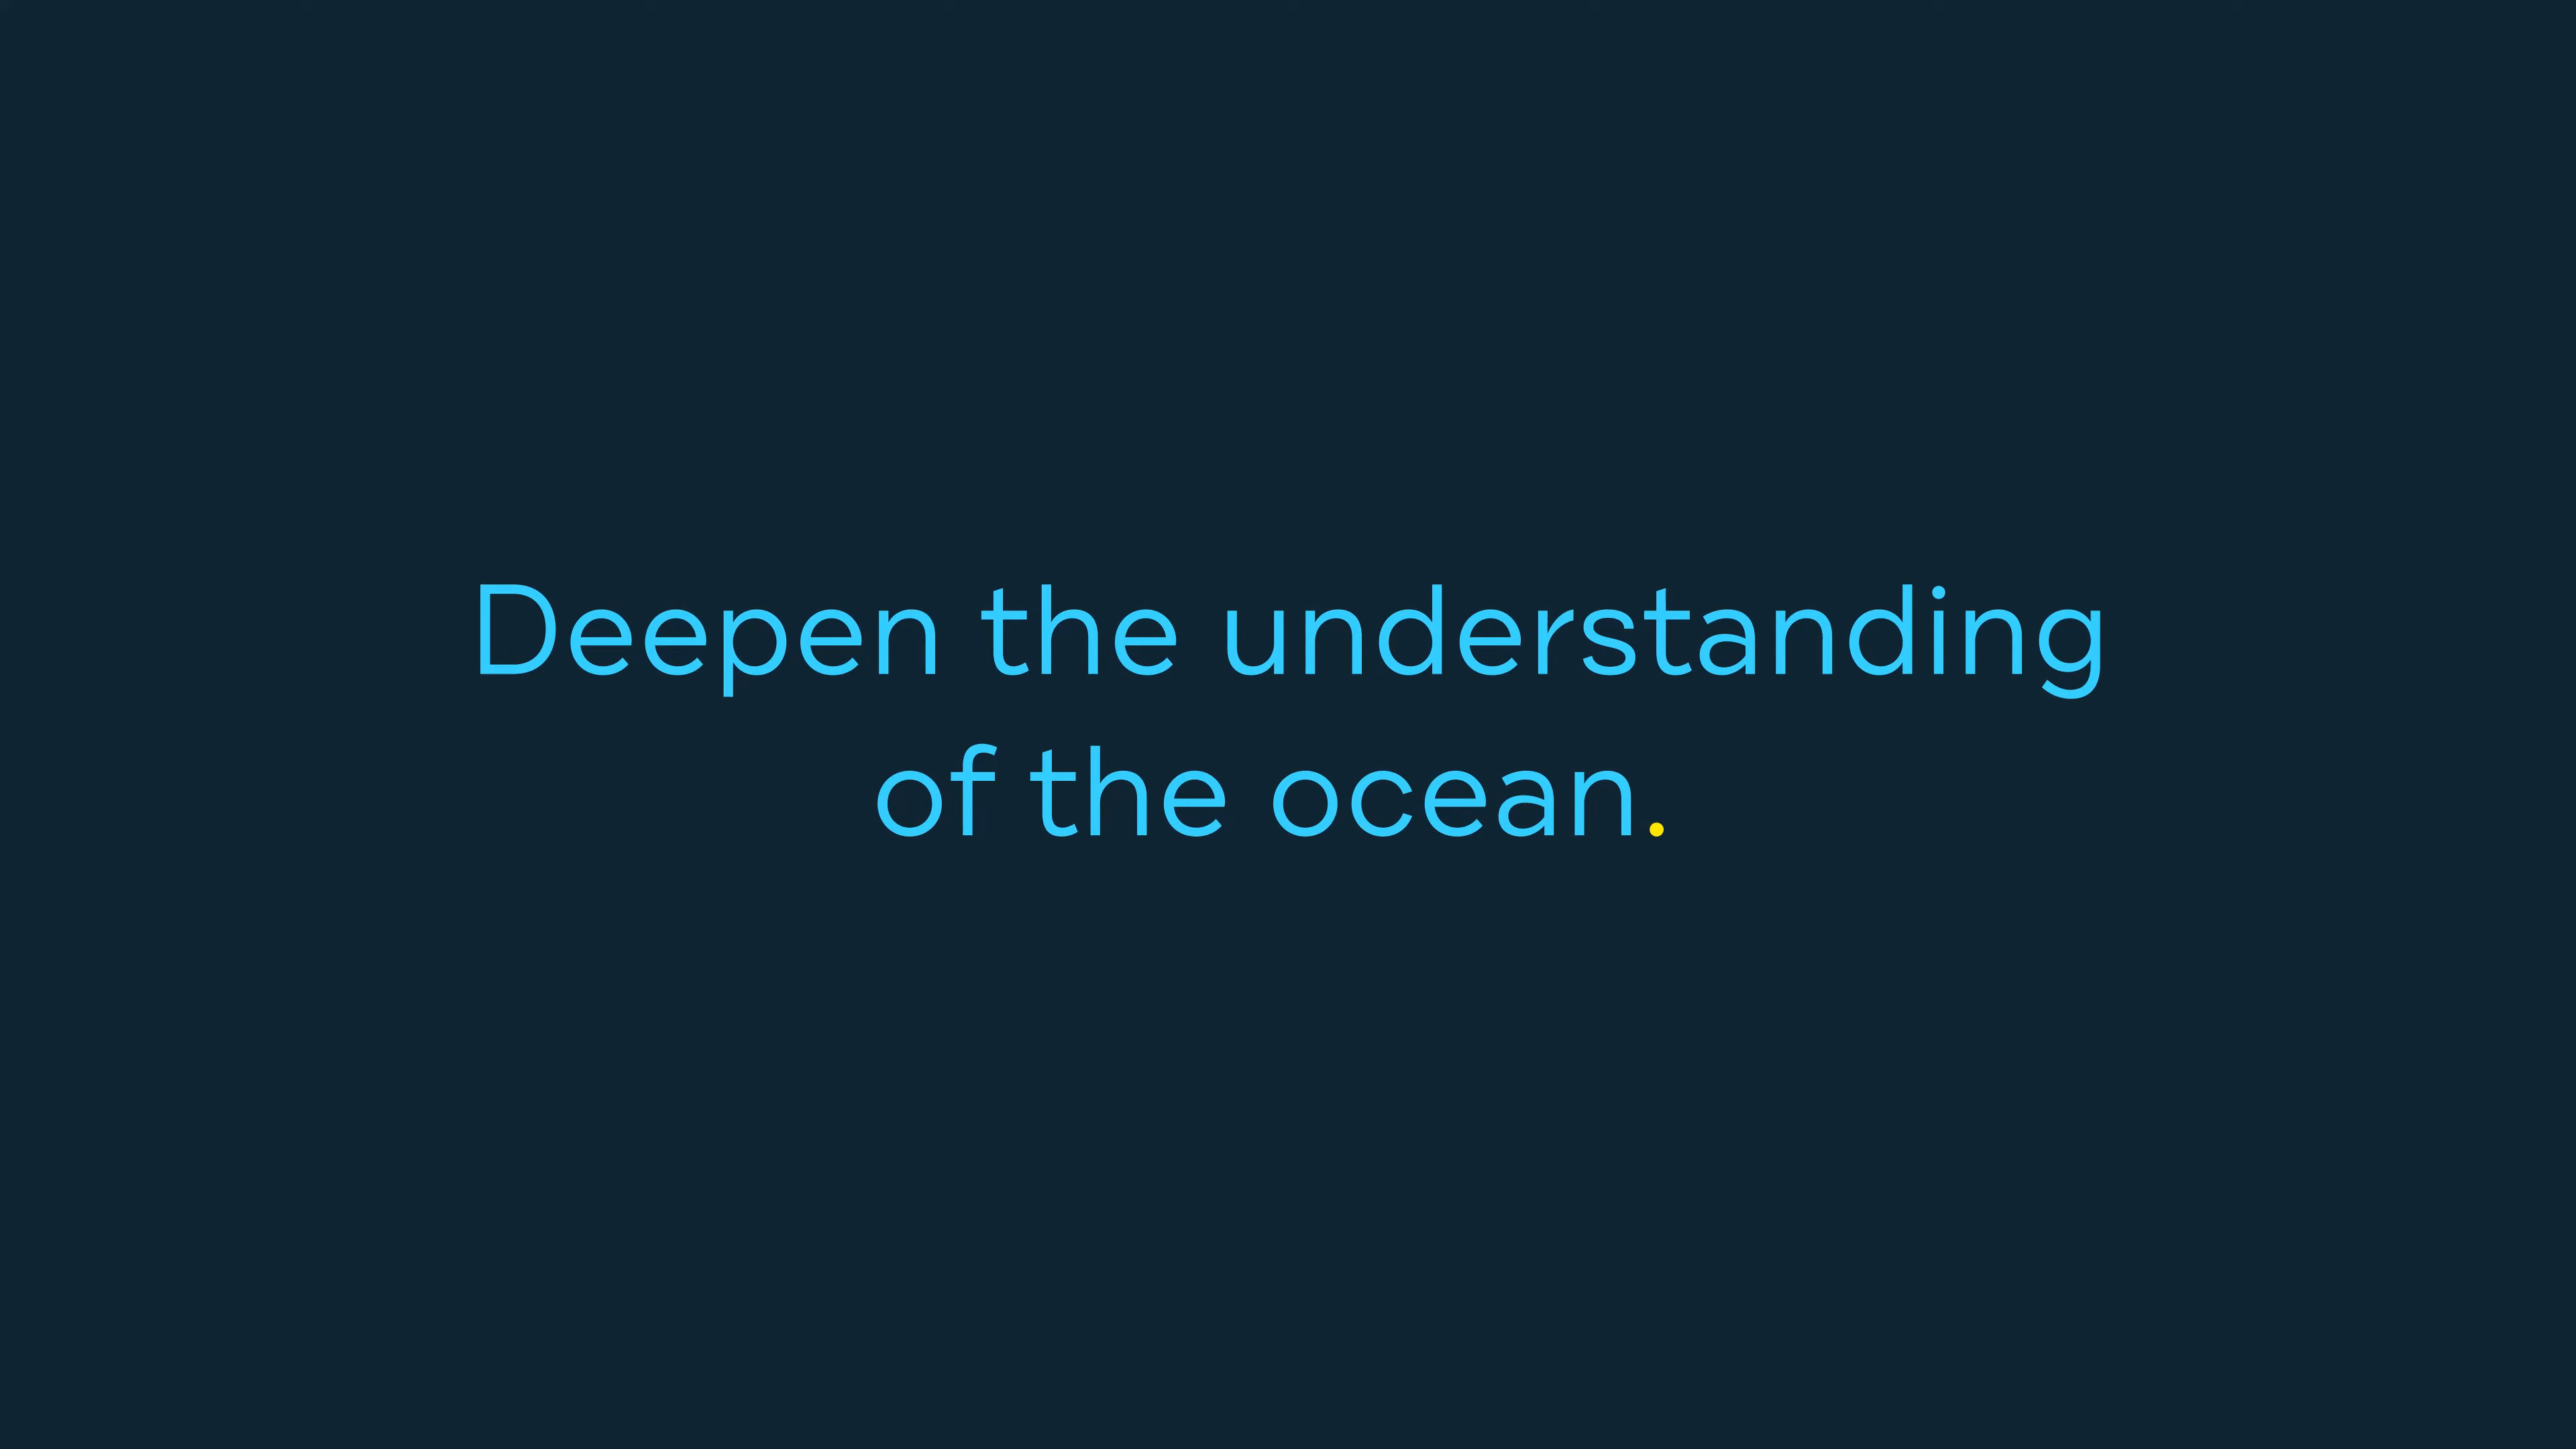 Deepen the understanding
of the ocean.